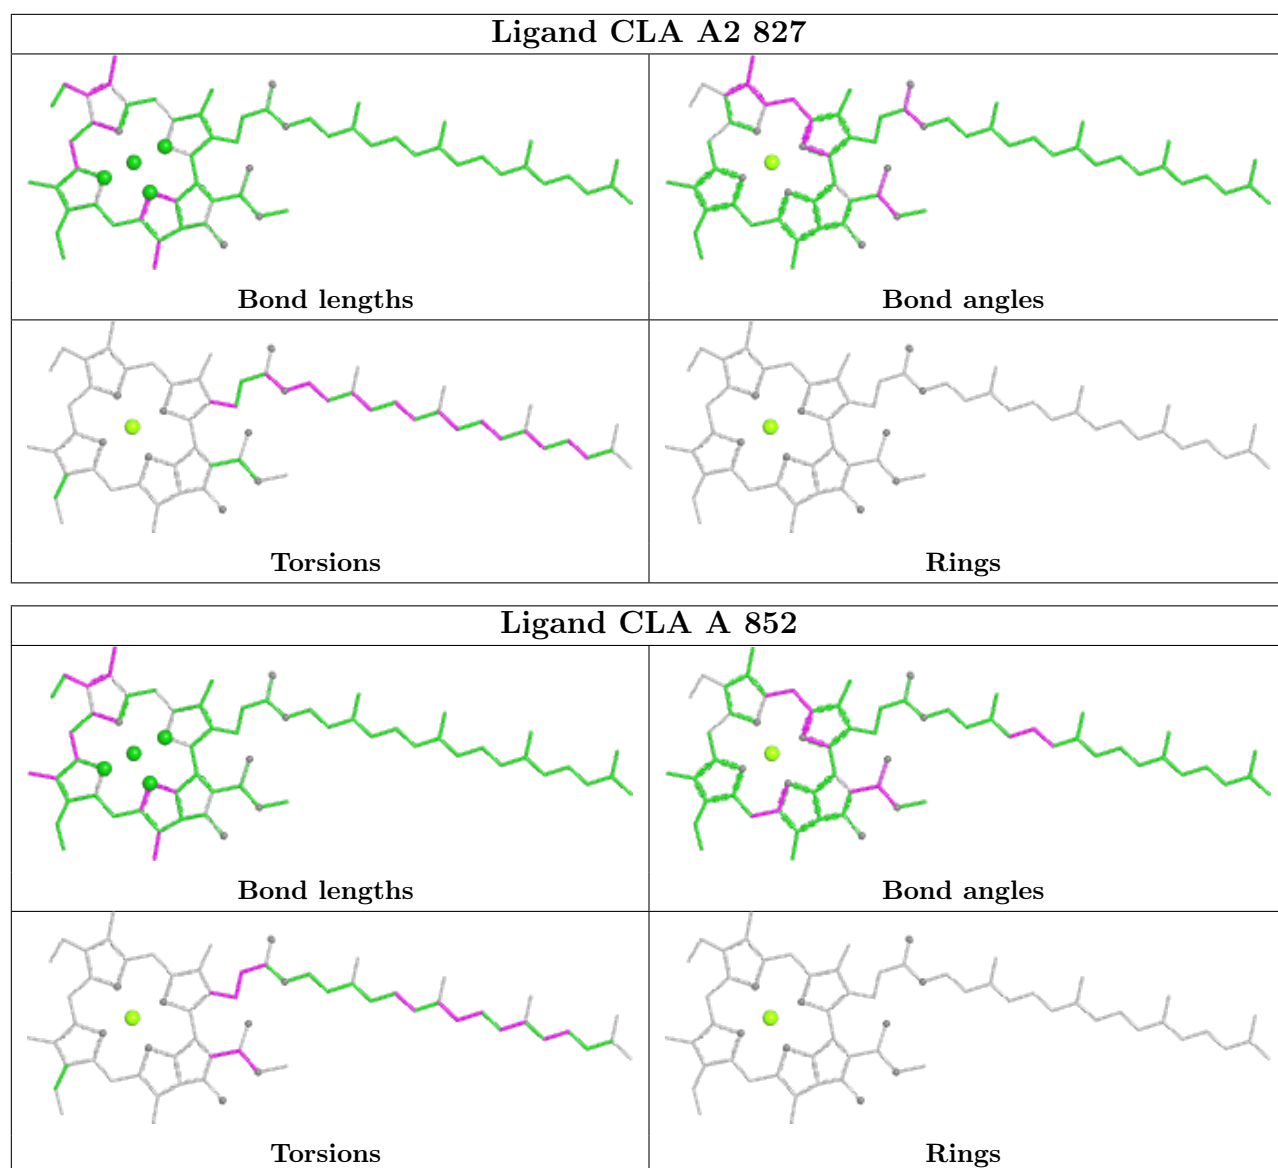 Ligand CLA A2 827
Bond lengths
Bond angles
Torsions
Rings
Ligand CLA A 852
Bond lengths
Bond angles
Torsions
Rings